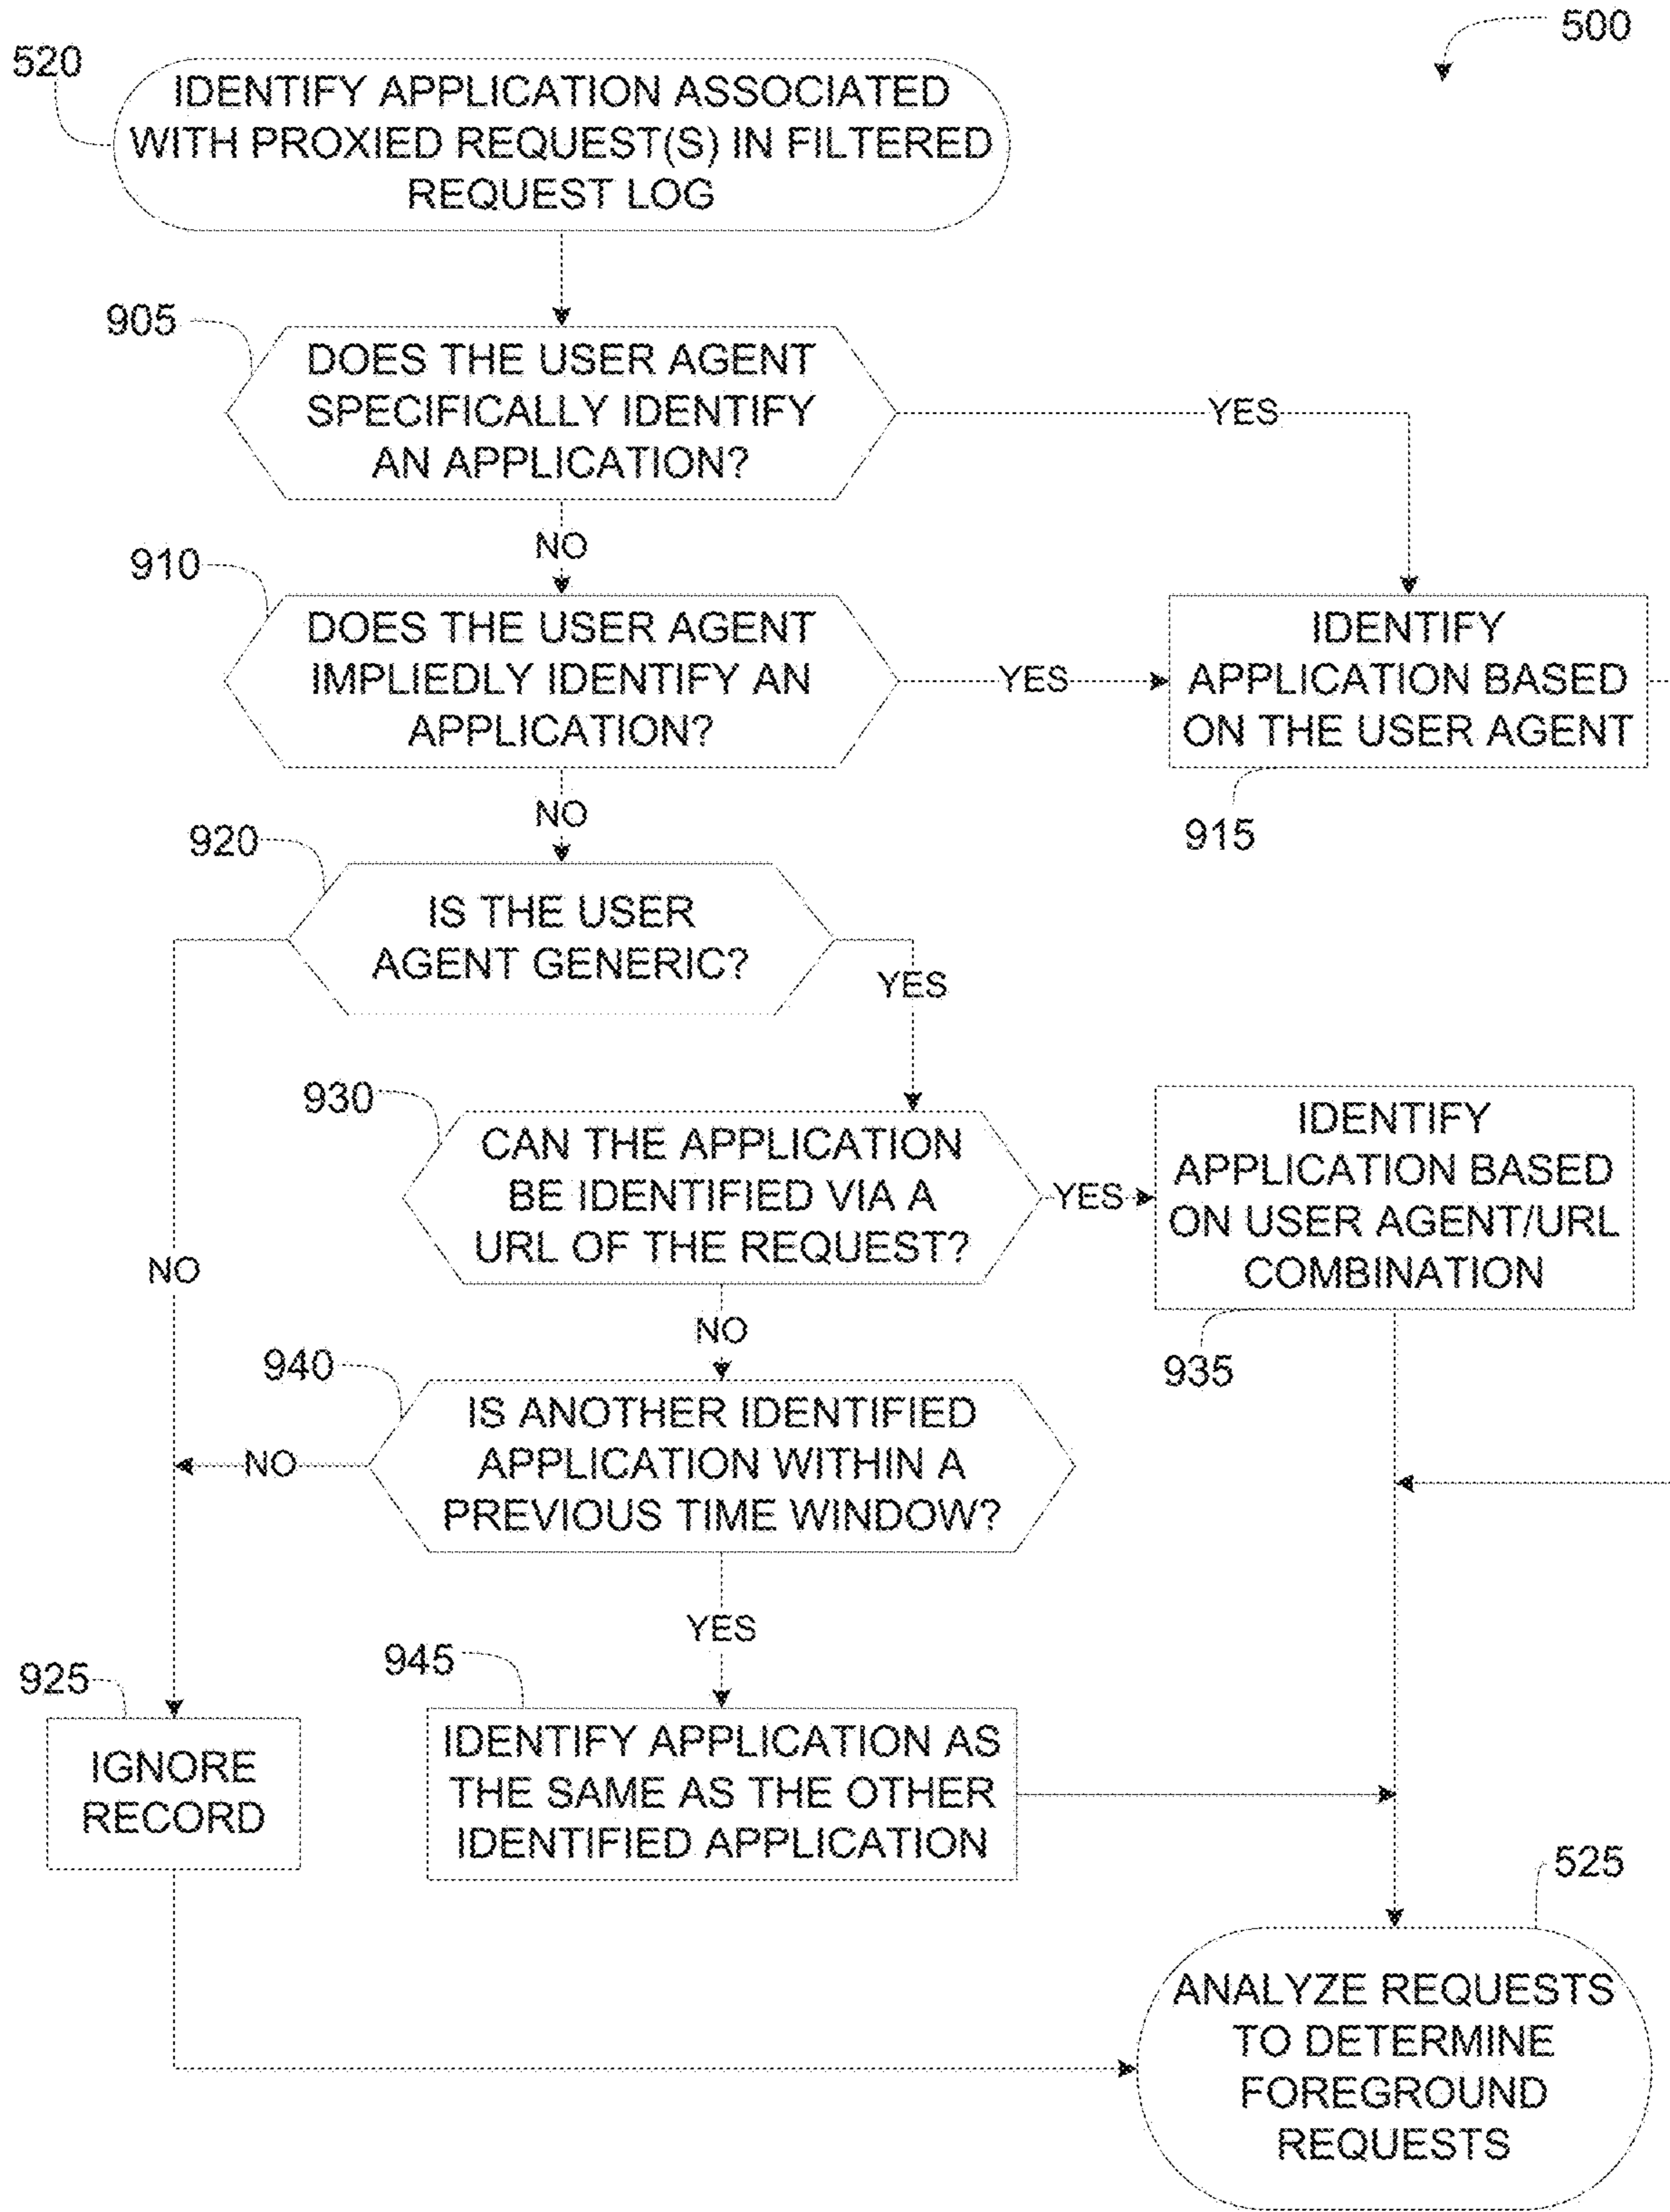 500
520
IDENTIFY APPLICATION ASSOCIATED
WITH PROXIED REQUEST(S) IN FILTERED
REQUEST LOG
905
DOES THE USER AGENT
SPECIFICALLY IDENTIFY
AN APPLICATION?
YES
NO
910
DOES THE USER AGENT
IMPLIEDLY IDENTIFY AN
APPLICATION?
YES
IDENTIFY
APPLICATION BASED
ON THE USER AGENT
915
NO
920
IS THE USER
AGENT GENERIC?
YES
NO
930
CAN THE APPLICATION
BE IDENTIFIED VIA A
URL OF THE REQUEST?
YES
IDENTIFY
APPLICATION BASED
ON USER AGENT/URL
COMBINATION
935
NO
940
IS ANOTHER IDENTIFIED
APPLICATION WITHIN A
PREVIOUS TIME WINDOW?
NO
YES
925
IGNORE
RECORD
945
IDENTIFY APPLICATION AS
THE SAME AS THE OTHER
IDENTIFIED APPLICATION
525
ANALYZE REQUESTS
TO DETERMINE
FOREGROUND
REQUESTS